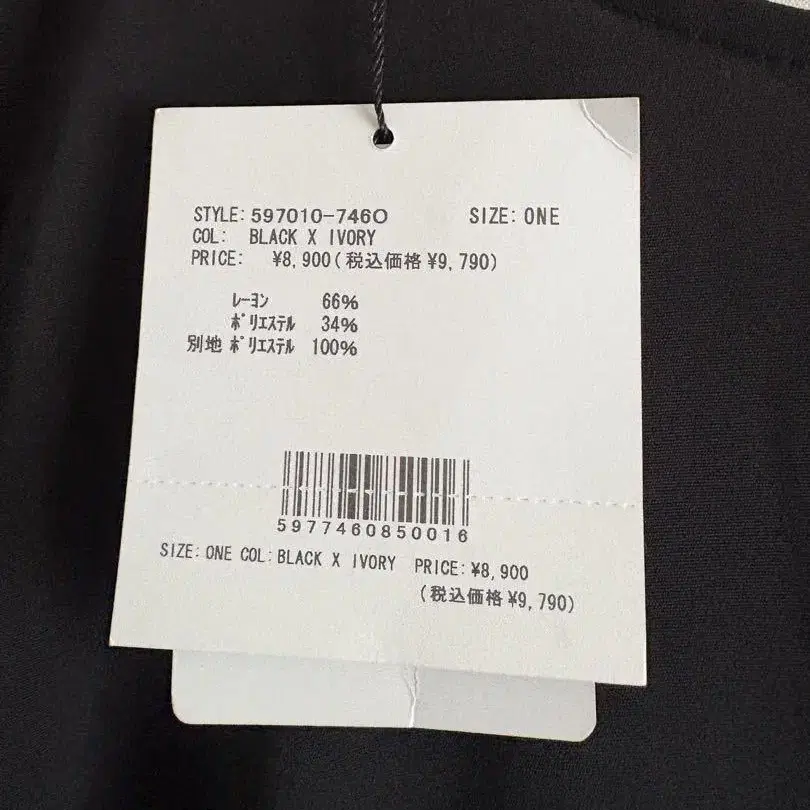 STYLE: 597010-7460 SIZE: ONE
COL: BLACK X IVORY
PRICE: ¥8,900(税込価格¥9,790)
ﾚｰﾖﾝ 66%
ﾎﾟﾘｴｽﾃﾙ 34%
別地 ﾎﾟﾘｴｽﾃﾙ 100%
5977460850016
SIZE: ONE COL: BLACK X IVORY PRICE: ¥8,900
(税込価格¥9,790)